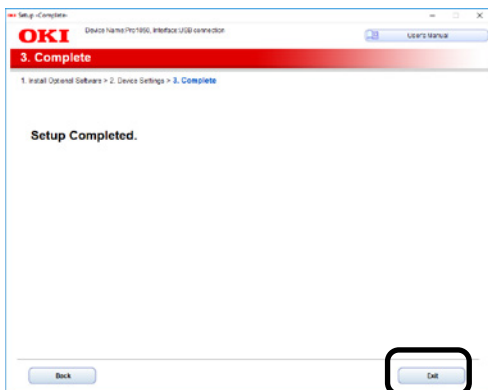 Setup <Complete>
OKI
Device Name:Pro1050, Interface:USB connection
User's Manual
3. Complete
1. Install Optional Software > 2. Device Settings > 3. Complete
Setup Completed.
Back
Exit